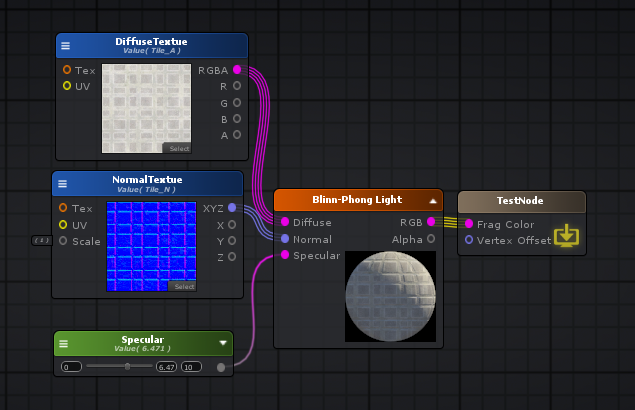 DiffuseTextue
Value( Tile_A )
Tex
RGBA
UV
R
G
B
A
Select
NormalTextue
Value( Tile_N )
Tex
XYZ
UV
X
( 1 )
Scale
Y
Z
Select
Blinn-Phong Light
Diffuse
RGB
Normal
Alpha
Specular
TestNode
Frag Color
Vertex Offset
Specular
Value( 6.471 )
0
6.47
10